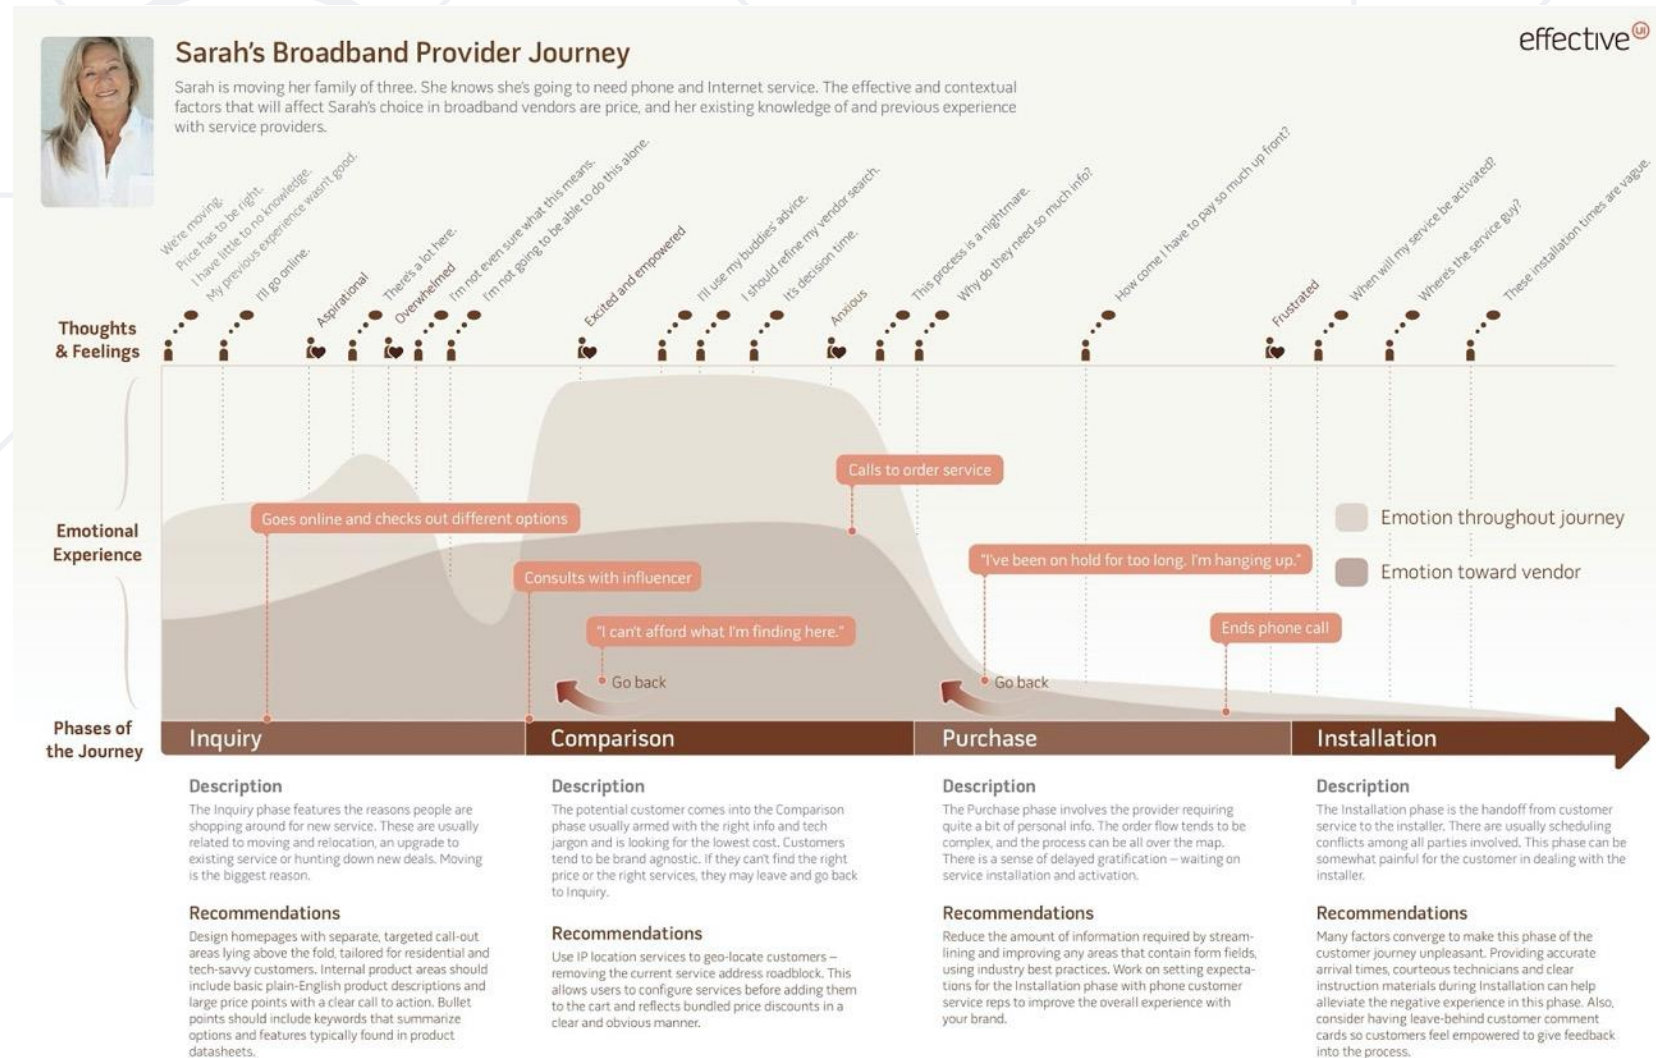 effective UI
Sarah's Broadband Provider Journey
Sarah is moving her family of three. She knows she's going to need phone and Internet service. The effective and contextual
factors that will affect Sarah's choice in broadband vendors are price, and her existing knowledge of and previous experience
with service providers.
We're moving.
Price has to be right.
I have little to no knowledge.
My previous experience wasn't good.
I'll go online.
Aspirational
There's a lot here.
Overwhelmed
I'm not even sure what this means.
I'm not going to be able to do this alone.
Excited and empowered
I'll use my buddies' advice.
I should refine my vendor search.
It's decision time.
Anxious
This process is a nightmare.
Why do they need so much info?
How come I have to pay so much up front?
Frustrated
When will my service be activated?
Where's the service guy?
These installation times are vague.
Thoughts
& Feelings
Emotional
Experience
Goes online and checks out different options
Consults with influencer
"I can't afford what I'm finding here."
Go back
Calls to order service
"I've been on hold for too long. I'm hanging up."
Go back
Ends phone call
Emotion throughout journey
Emotion toward vendor
Phases of
the Journey
Inquiry
Comparison
Purchase
Installation
Description
The Inquiry phase features the reasons people are
shopping around for new service. These are usually
related to moving and relocation, an upgrade to
existing service or hunting down new deals. Moving
is the biggest reason.
Recommendations
Design homepages with separate, targeted call-out
areas lying above the fold, tailored for residential and
tech-savvy customers. Internal product areas should
include basic plain-English product descriptions and
large price points with a clear call to action. Bullet
points should include keywords that summarize
options and features typically found in product
datasheets.
Description
The potential customer comes into the Comparison
phase usually armed with the right info and tech
jargon and is looking for the lowest cost. Customers
tend to be brand agnostic. If they can't find the right
price or the right services, they may leave and go back
to Inquiry.
Recommendations
Use IP location services to geo-locate customers –
removing the current service address roadblock. This
allows users to configure services before adding them
to the cart and reflects bundled price discounts in a
clear and obvious manner.
Description
The Purchase phase involves the provider requiring
quite a bit of personal info. The order flow tends to be
complex, and the process can be all over the map.
There is a sense of delayed gratification – waiting on
service installation and activation.
Recommendations
Reduce the amount of information required by stream-
lining and improving any areas that contain form fields,
using industry best practices. Work on setting expecta-
tions for the Installation phase with phone customer
service reps to improve the overall experience with
your brand.
Description
The Installation phase is the handoff from customer
service to the installer. There are usually scheduling
conflicts among all parties involved. This phase can be
somewhat painful for the customer in dealing with the
installer.
Recommendations
Many factors converge to make this phase of the
customer journey unpleasant. Providing accurate
arrival times, courteous technicians and clear
instruction materials during Installation can help
alleviate the negative experience in this phase. Also,
consider having leave-behind customer comment
cards so customers feel empowered to give feedback
into the process.